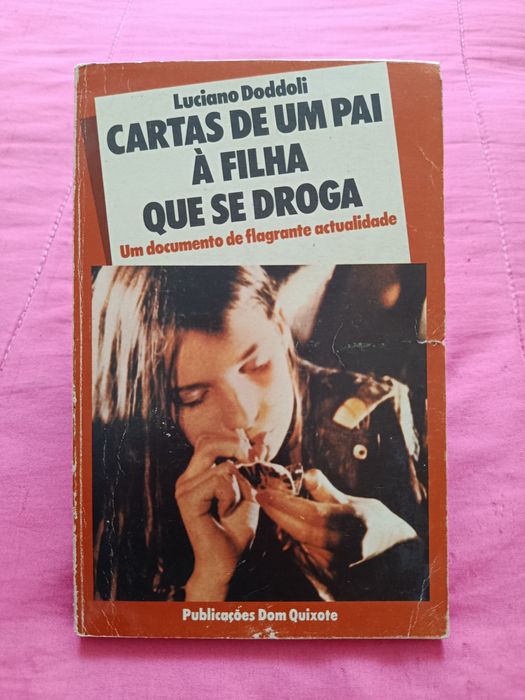 Luciano Doddoli
CARTAS DE UM PAI
À FILHA
QUE SE DROGA
Um documento de flagrante actualidade
Publicações Dom Quixote